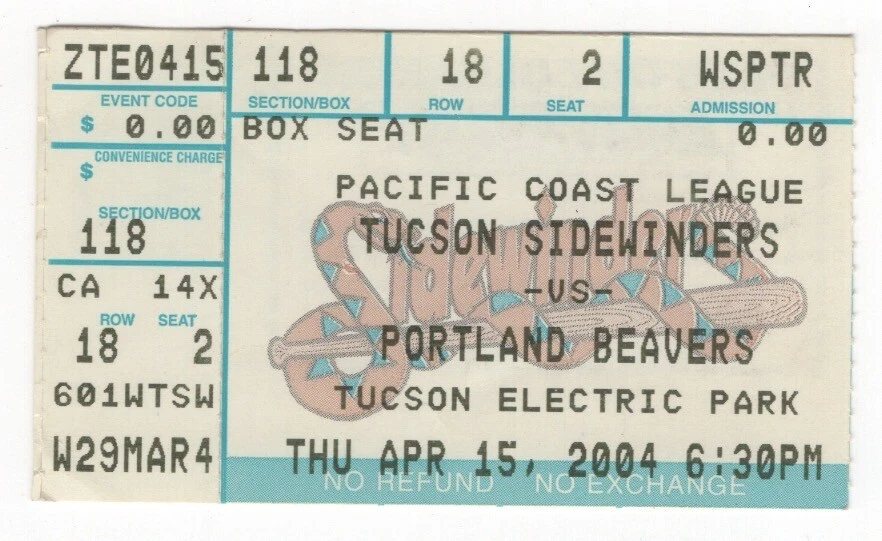 ZTE0415
EVENT CODE
$ 0.00
CONVENIENCE CHARGE
$
SECTION/BOX
118
CA 14X
ROW SEAT
18 2
601WTSW
W29MAR4
118 18 2 WSPTR
SECTION/BOX ROW SEAT ADMISSION
BOX SEAT 0.00
PACIFIC COAST LEAGUE
Sidewinders
TUCSON SIDEWINDERS
-VS-
PORTLAND BEAVERS
TUCSON ELECTRIC PARK
THU APR 15, 2004 6:30PM
NO REFUND NO EXCHANGE